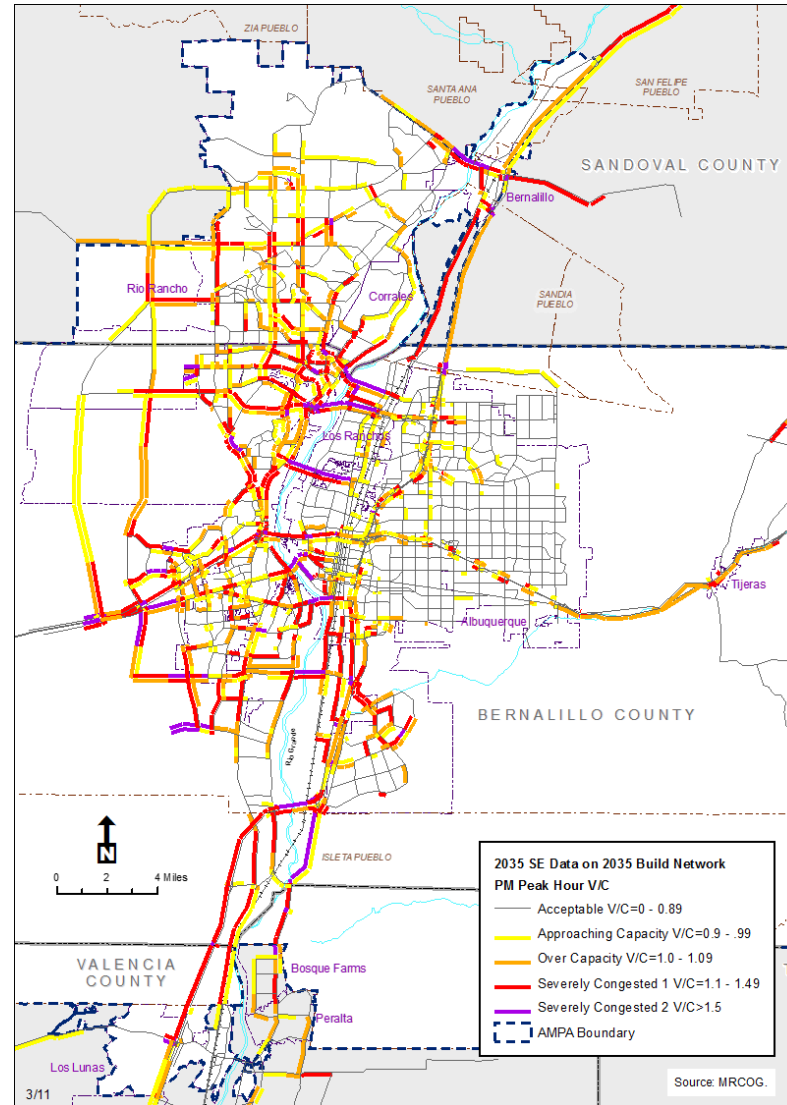 ZIA PUEBLO
SANTA ANA
PUEBLO
SAN FELIPE
PUEBLO
SANDOVAL COUNTY
Bernalillo
Rio Rancho
Corrales
SANDIA
PUEBLO
Los Ranchos
Tijeras
Albuquerque
BERNALILLO COUNTY
Rio Grande
N
0 2 4 Miles
ISLETA PUEBLO
VALENCIA
COUNTY
Bosque Farms
Peralta
Los Lunas
3/11
2035 SE Data on 2035 Build Network
PM Peak Hour V/C
Acceptable V/C=0 - 0.89
Approaching Capacity V/C=0.9 - .99
Over Capacity V/C=1.0 - 1.09
Severely Congested 1 V/C=1.1 - 1.49
Severely Congested 2 V/C>1.5
AMPA Boundary
Source: MRCOG.